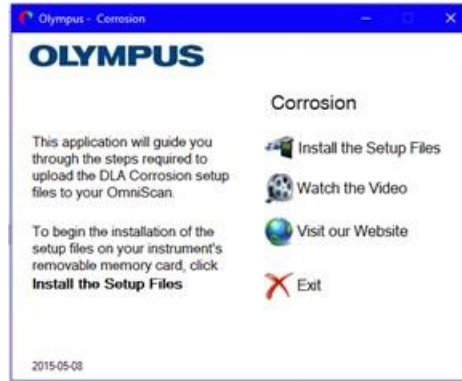 Olympus - Corrosion
OLYMPUS
Corrosion
This application will guide you
through the steps required to
upload the DLA Corrosion setup
files to your OmniScan.
To begin the installation of the
setup files on your instrument's
removable memory card, click
Install the Setup Files
Install the Setup Files
Watch the Video
Visit our Website
Exit
2015-05-08